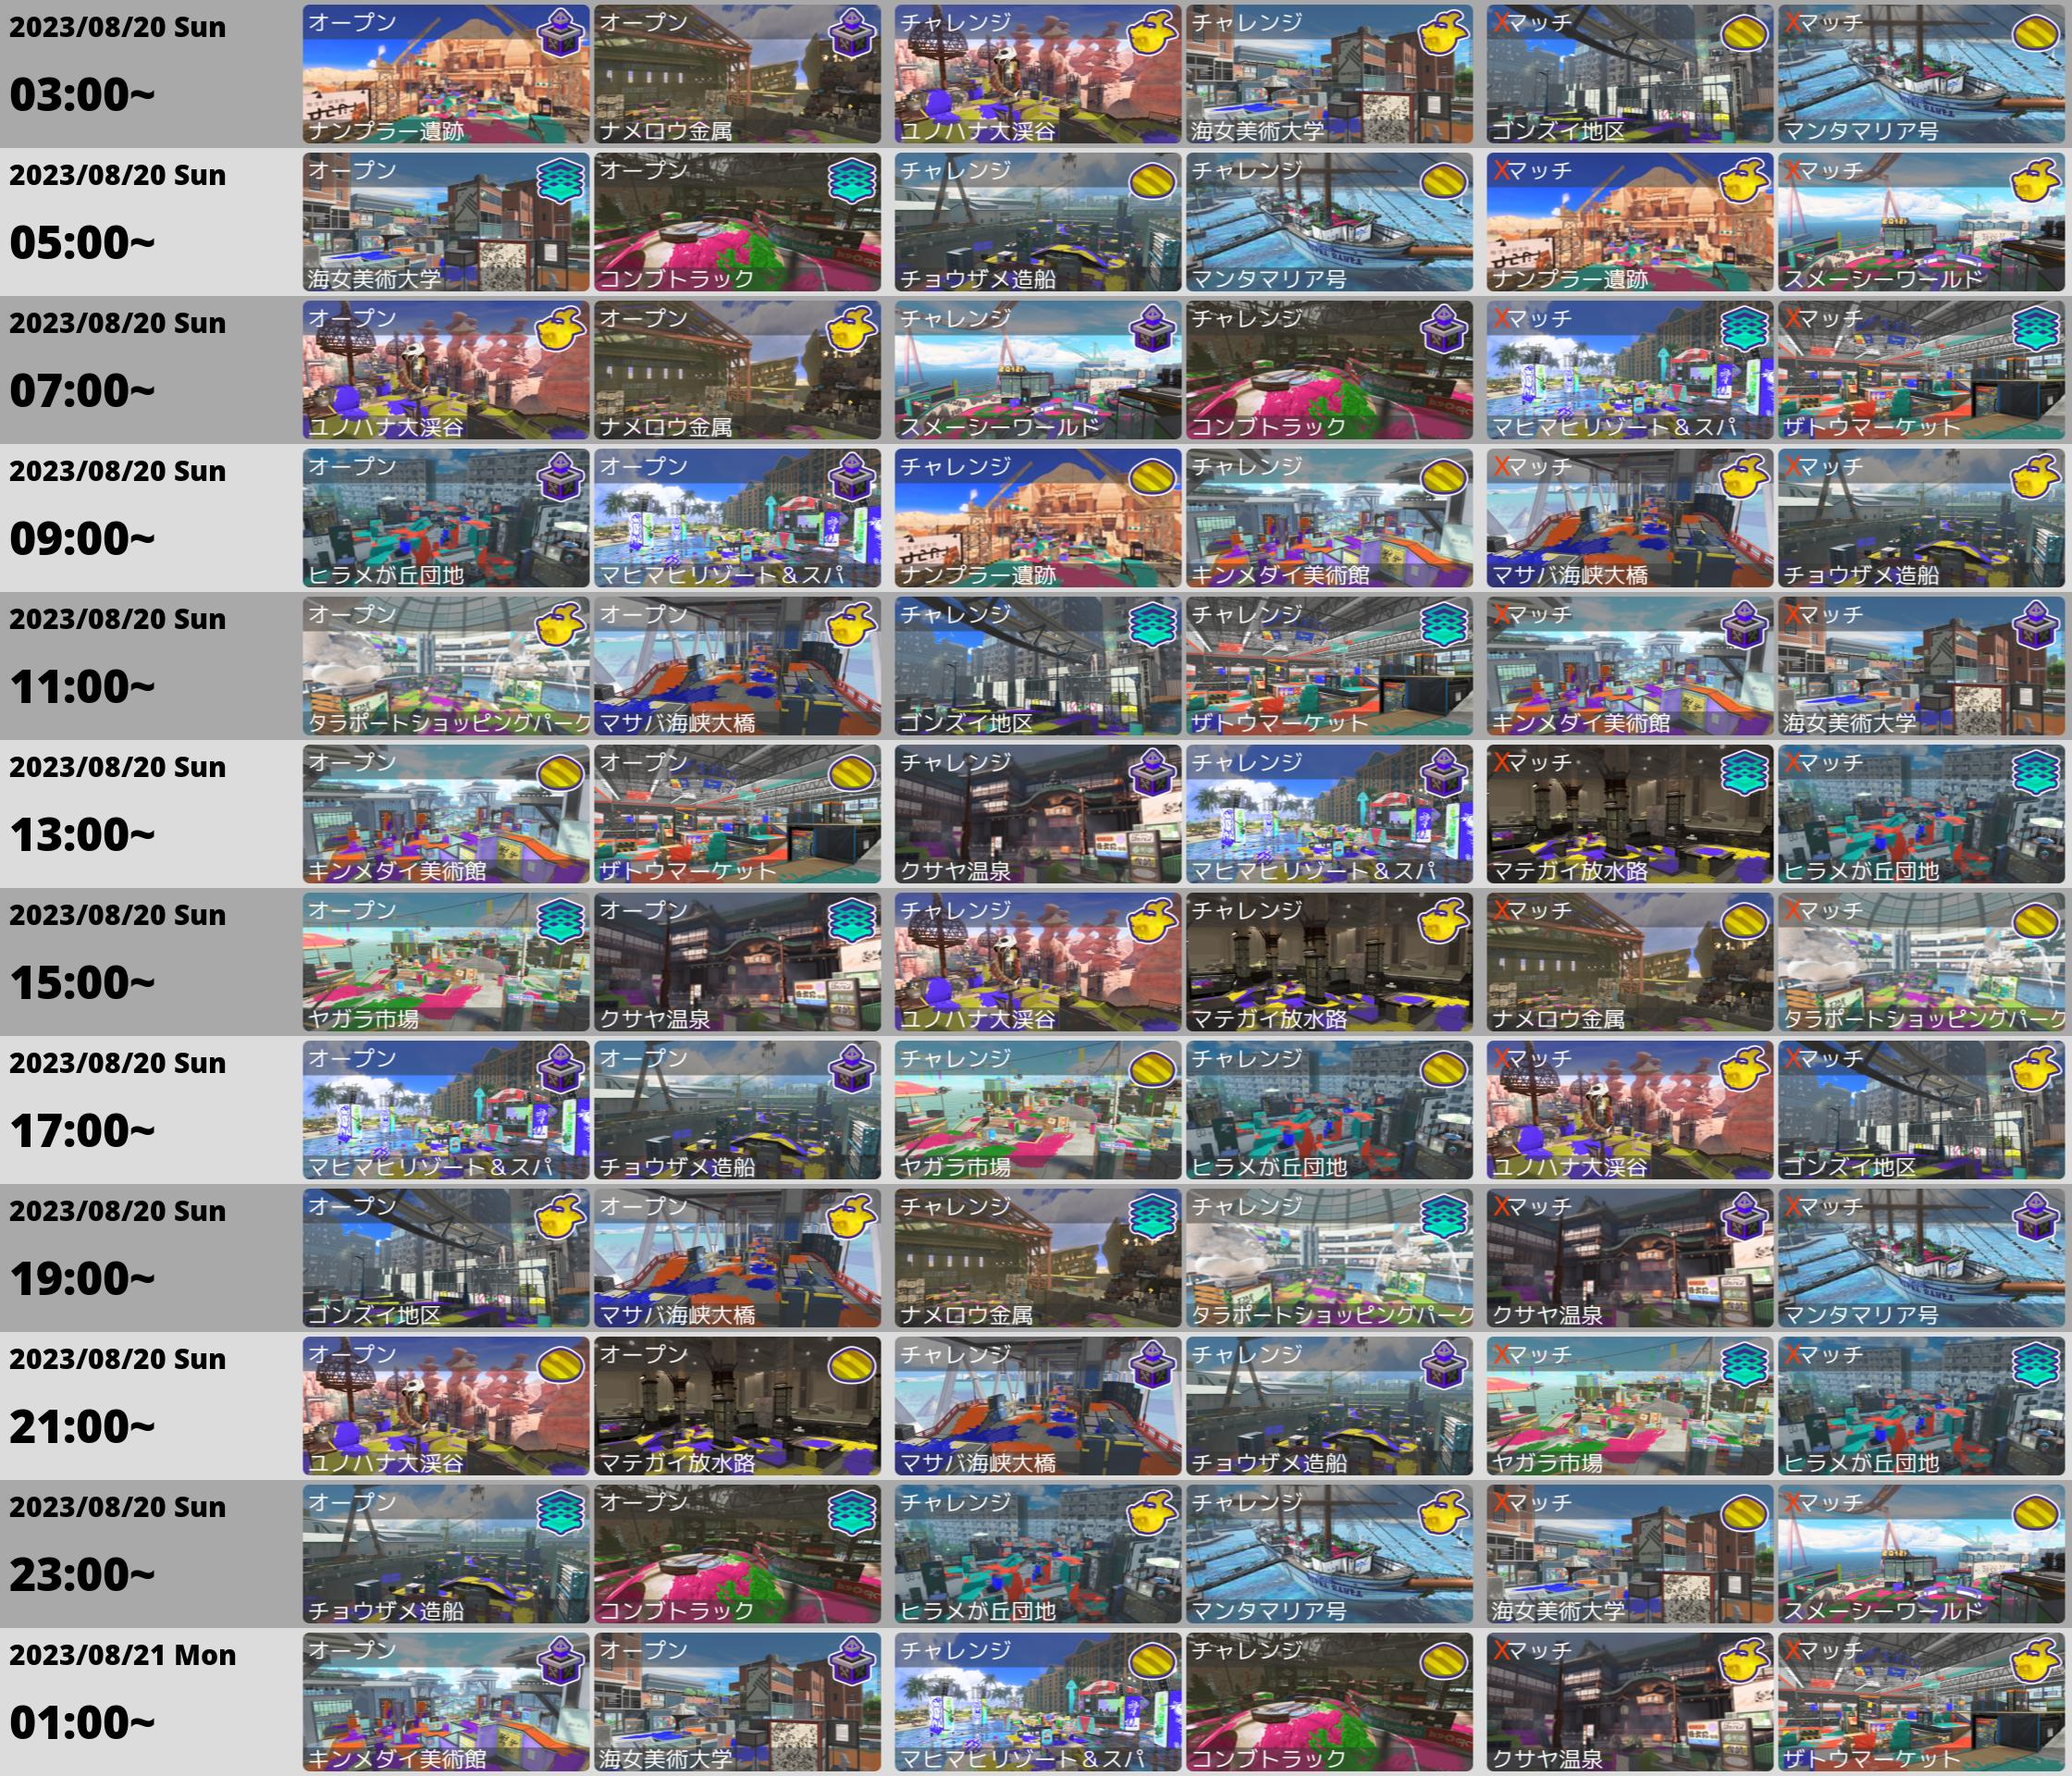 2023/08/20 Sun
03:00~
オープン
ナンプラー遺跡
オープン
ナメロウ金属
チャレンジ
ユノハナ大渓谷
チャレンジ
海女美術大学
Xマッチ
ゴンズイ地区
Xマッチ
マンタマリア号
2023/08/20 Sun
05:00~
オープン
海女美術大学
オープン
コンブトラック
チャレンジ
チョウザメ造船
チャレンジ
マンタマリア号
Xマッチ
ナンプラー遺跡
Xマッチ
スメーシーワールド
2023/08/20 Sun
07:00~
オープン
ユノハナ大渓谷
オープン
ナメロウ金属
チャレンジ
スメーシーワールド
チャレンジ
コンブトラック
Xマッチ
マヒマヒリゾート＆スパ
Xマッチ
ザトウマーケット
2023/08/20 Sun
09:00~
オープン
ヒラメが丘団地
オープン
マヒマヒリゾート＆スパ
チャレンジ
ナンプラー遺跡
チャレンジ
キンメダイ美術館
Xマッチ
マサバ海峡大橋
Xマッチ
チョウザメ造船
2023/08/20 Sun
11:00~
オープン
タラポートショッピングパーク
オープン
マサバ海峡大橋
チャレンジ
ゴンズイ地区
チャレンジ
ザトウマーケット
Xマッチ
キンメダイ美術館
Xマッチ
海女美術大学
2023/08/20 Sun
13:00~
オープン
キンメダイ美術館
オープン
ザトウマーケット
チャレンジ
クサヤ温泉
チャレンジ
マヒマヒリゾート＆スパ
Xマッチ
マテガイ放水路
Xマッチ
ヒラメが丘団地
2023/08/20 Sun
15:00~
オープン
ヤガラ市場
オープン
クサヤ温泉
チャレンジ
ユノハナ大渓谷
チャレンジ
マテガイ放水路
Xマッチ
ナメロウ金属
Xマッチ
タラポートショッピングパーク
2023/08/20 Sun
17:00~
オープン
マヒマヒリゾート＆スパ
オープン
チョウザメ造船
チャレンジ
ヤガラ市場
チャレンジ
ヒラメが丘団地
Xマッチ
ユノハナ大渓谷
Xマッチ
ゴンズイ地区
2023/08/20 Sun
19:00~
オープン
ゴンズイ地区
オープン
マサバ海峡大橋
チャレンジ
ナメロウ金属
チャレンジ
タラポートショッピングパーク
Xマッチ
クサヤ温泉
Xマッチ
マンタマリア号
2023/08/20 Sun
21:00~
オープン
ユノハナ大渓谷
オープン
マテガイ放水路
チャレンジ
マサバ海峡大橋
チャレンジ
チョウザメ造船
Xマッチ
ヤガラ市場
Xマッチ
ヒラメが丘団地
2023/08/20 Sun
23:00~
オープン
チョウザメ造船
オープン
コンブトラック
チャレンジ
ヒラメが丘団地
チャレンジ
マンタマリア号
Xマッチ
海女美術大学
Xマッチ
スメーシーワールド
2023/08/21 Mon
01:00~
オープン
キンメダイ美術館
オープン
海女美術大学
チャレンジ
マヒマヒリゾート＆スパ
チャレンジ
コンブトラック
Xマッチ
クサヤ温泉
Xマッチ
ザトウマーケット